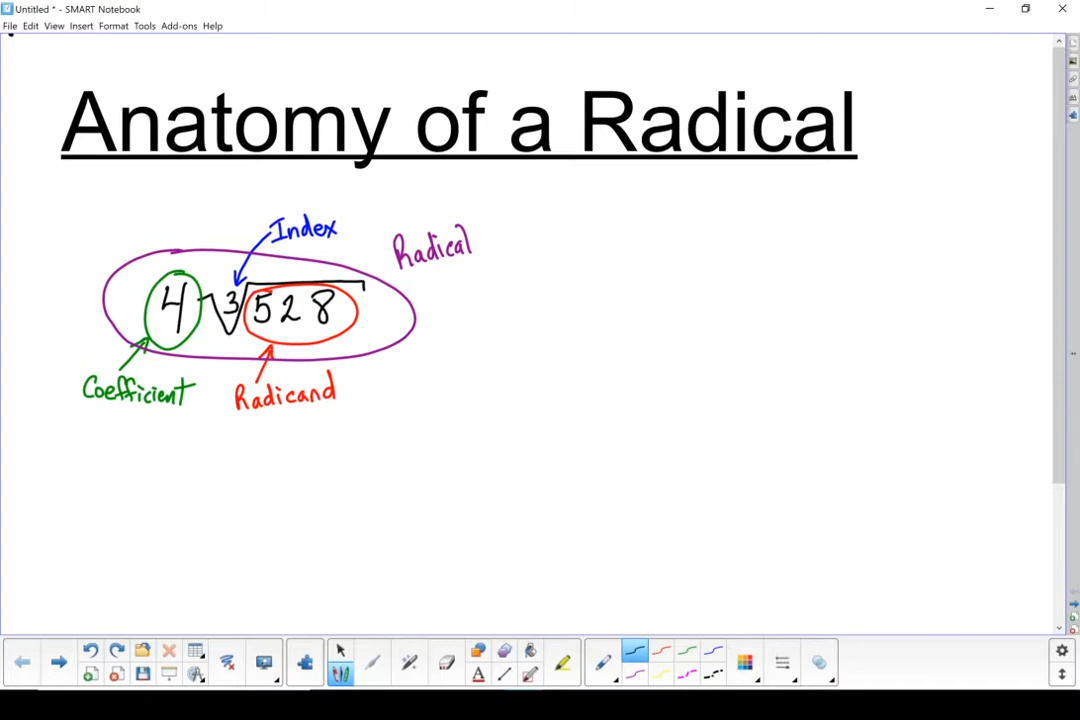 Untitled * - SMART Notebook
File Edit View Insert Format Tools Add-ons Help
Anatomy of a Radical
Index
Radical
4 ∛528
Coefficient
Radicand